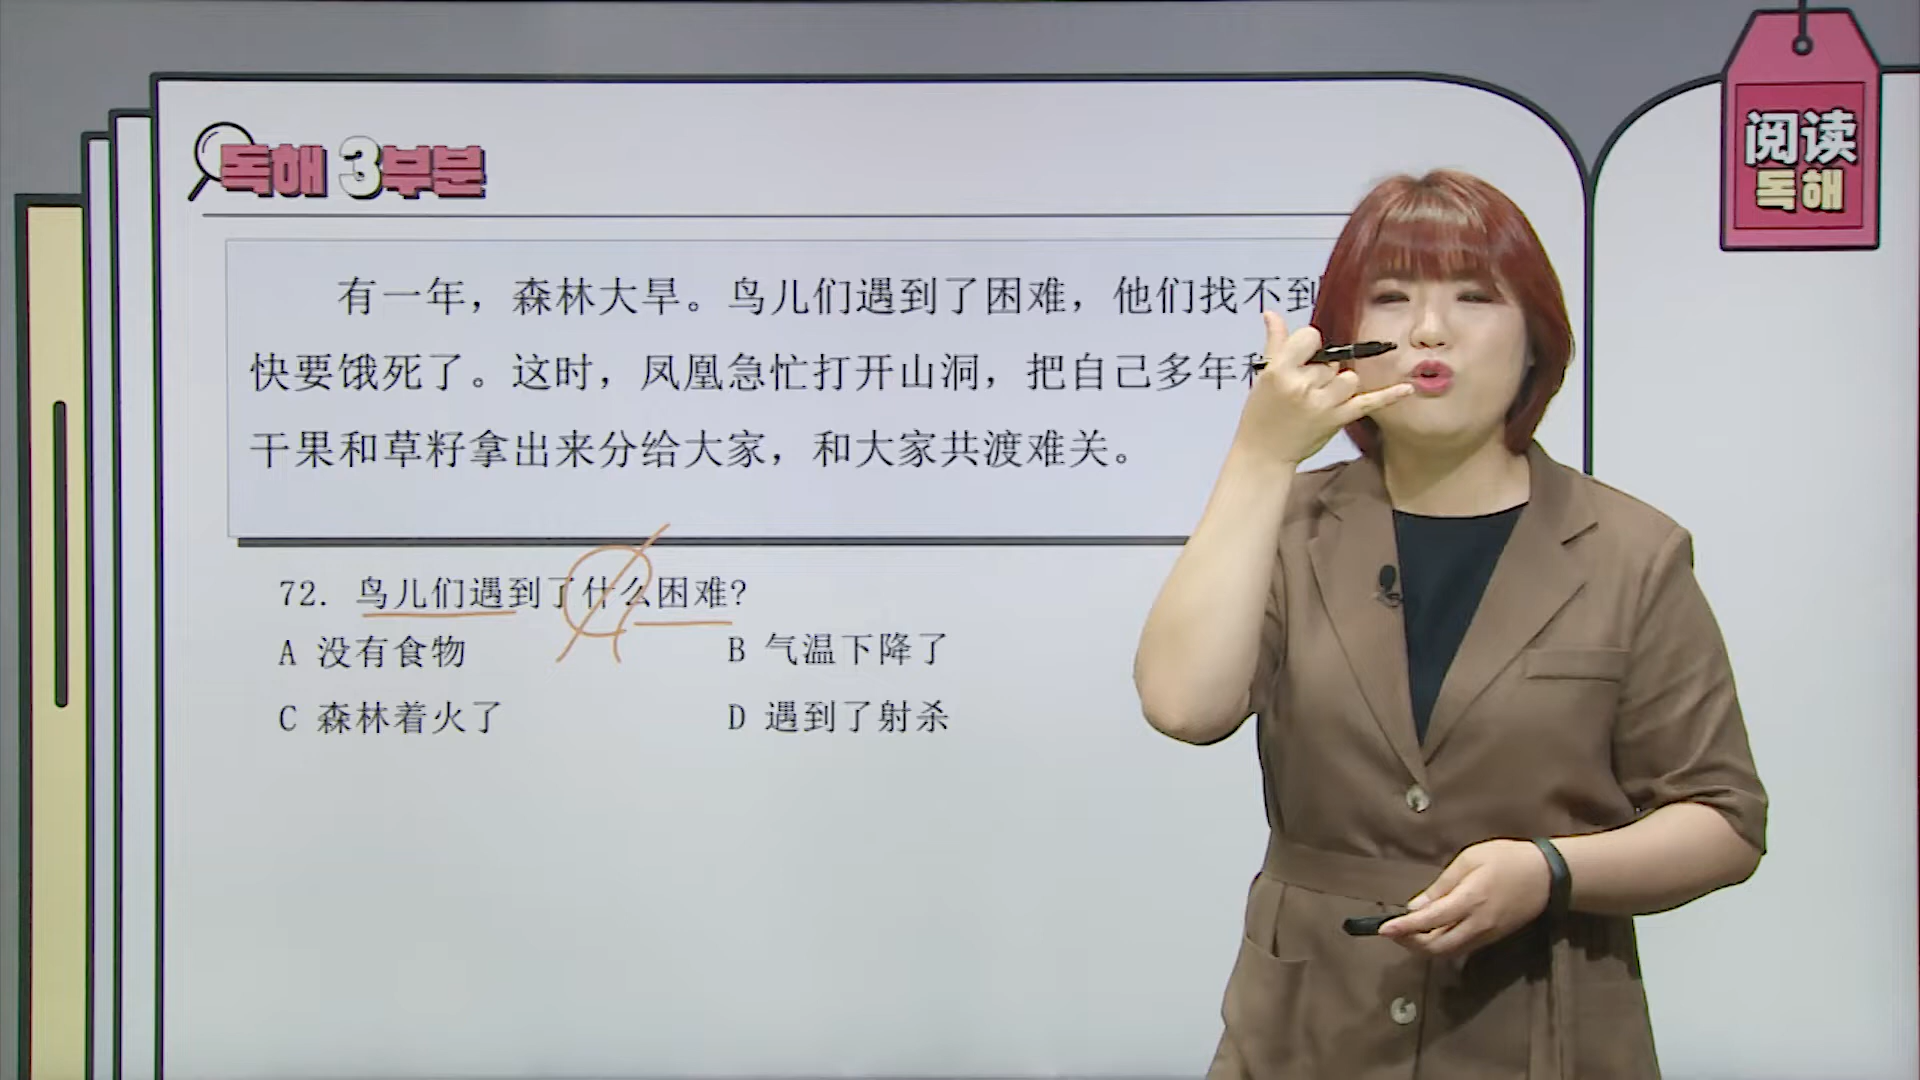 독해 3부분
阅读
독해
有一年，森林大旱。鸟儿们遇到了困难，他们找不到
快要饿死了。这时，凤凰急忙打开山洞，把自己多年
干果和草籽拿出来分给大家，和大家共渡难关。
72. 鸟儿们遇到了什么困难?
A 没有食物
B 气温下降了
C 森林着火了
D 遇到了射杀